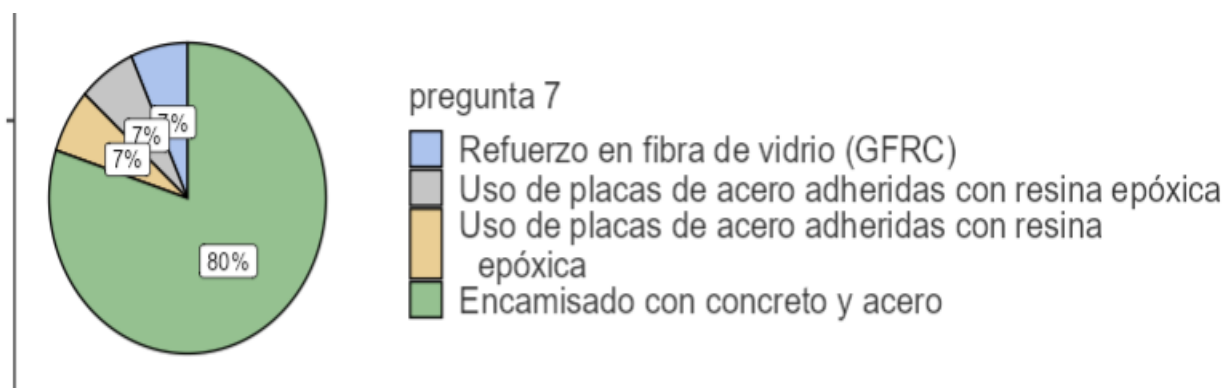 7%
7%
7%
80%
pregunta 7
Refuerzo en fibra de vidrio (GFRC)
Uso de placas de acero adheridas con resina epóxica
Uso de placas de acero adheridas con resina
epóxica
Encamisado con concreto y acero